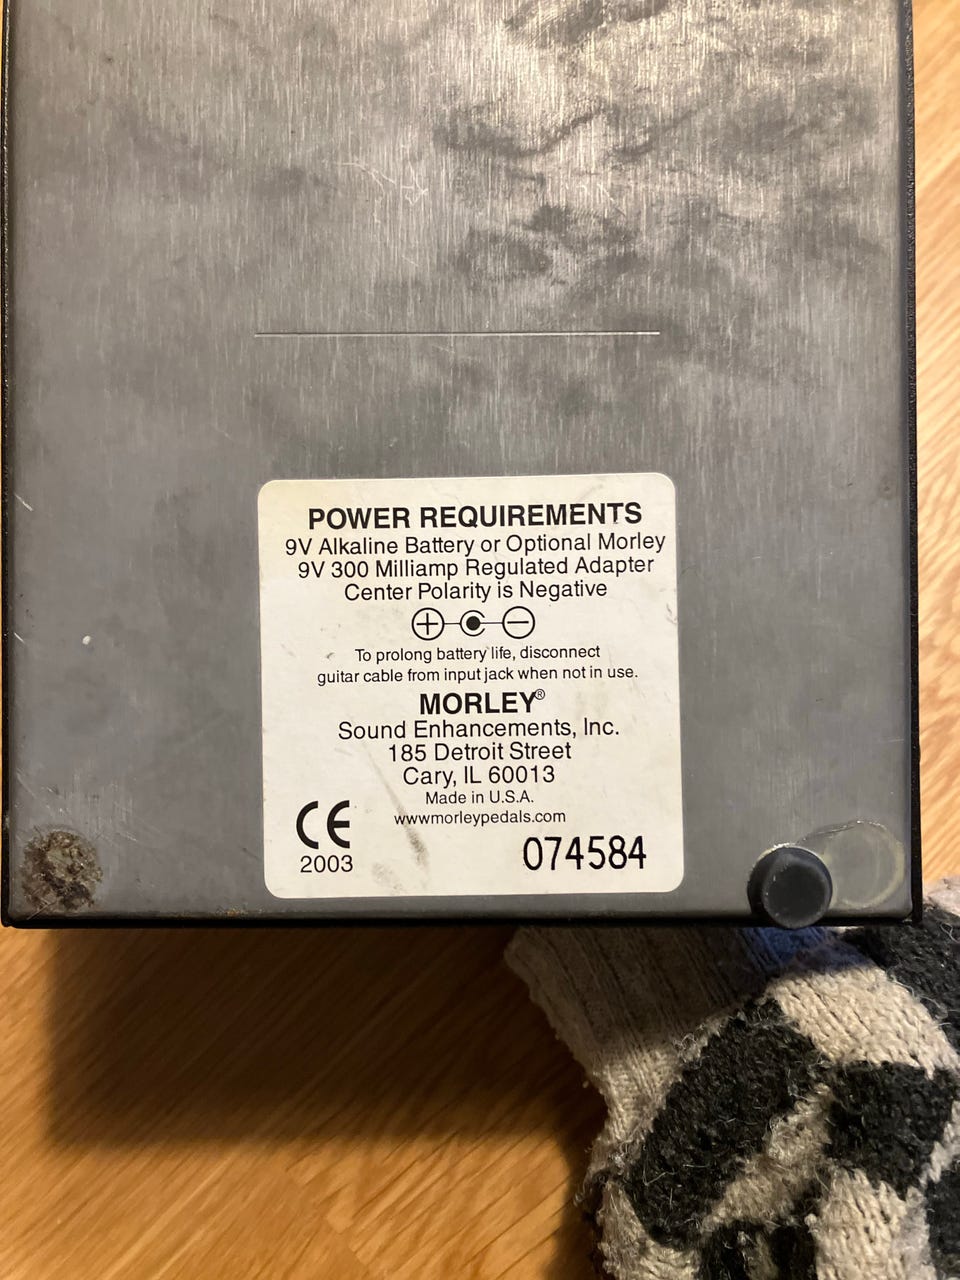 POWER REQUIREMENTS
9V Alkaline Battery or Optional Morley
9V 300 Milliamp Regulated Adapter
Center Polarity is Negative
To prolong battery life, disconnect
guitar cable from input jack when not in use.
MORLEY®
Sound Enhancements, Inc.
185 Detroit Street
Cary, IL 60013
Made in U.S.A.
www.morleypedals.com
CE
2003
074584